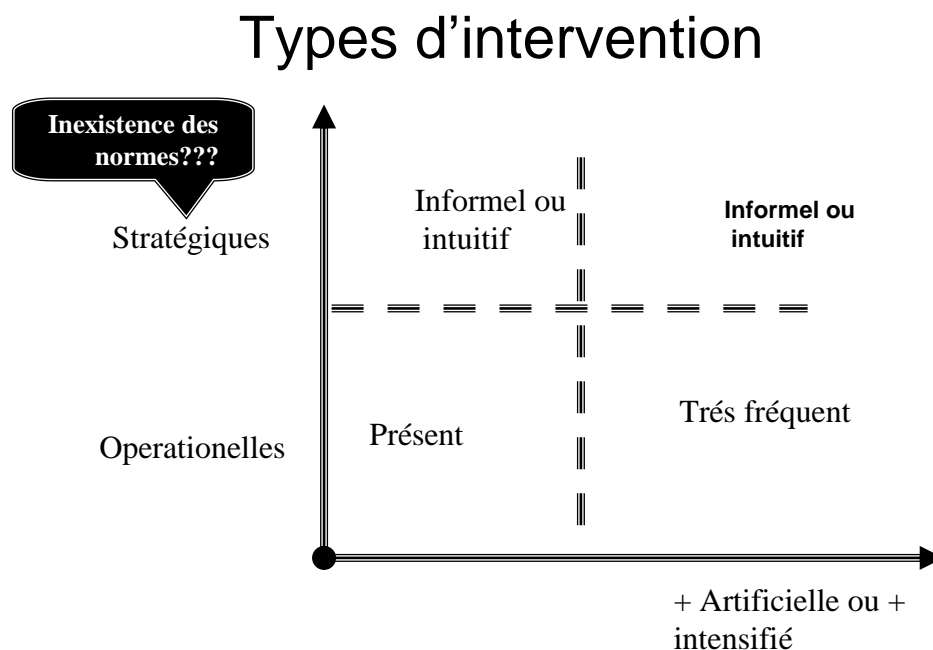 Types d’intervention
Inexistence des
normes???
Stratégiques
Informel ou
intuitif
Informel ou
intuitif
Operationelles
Présent
Trés fréquent
+ Artificielle ou +
intensifié